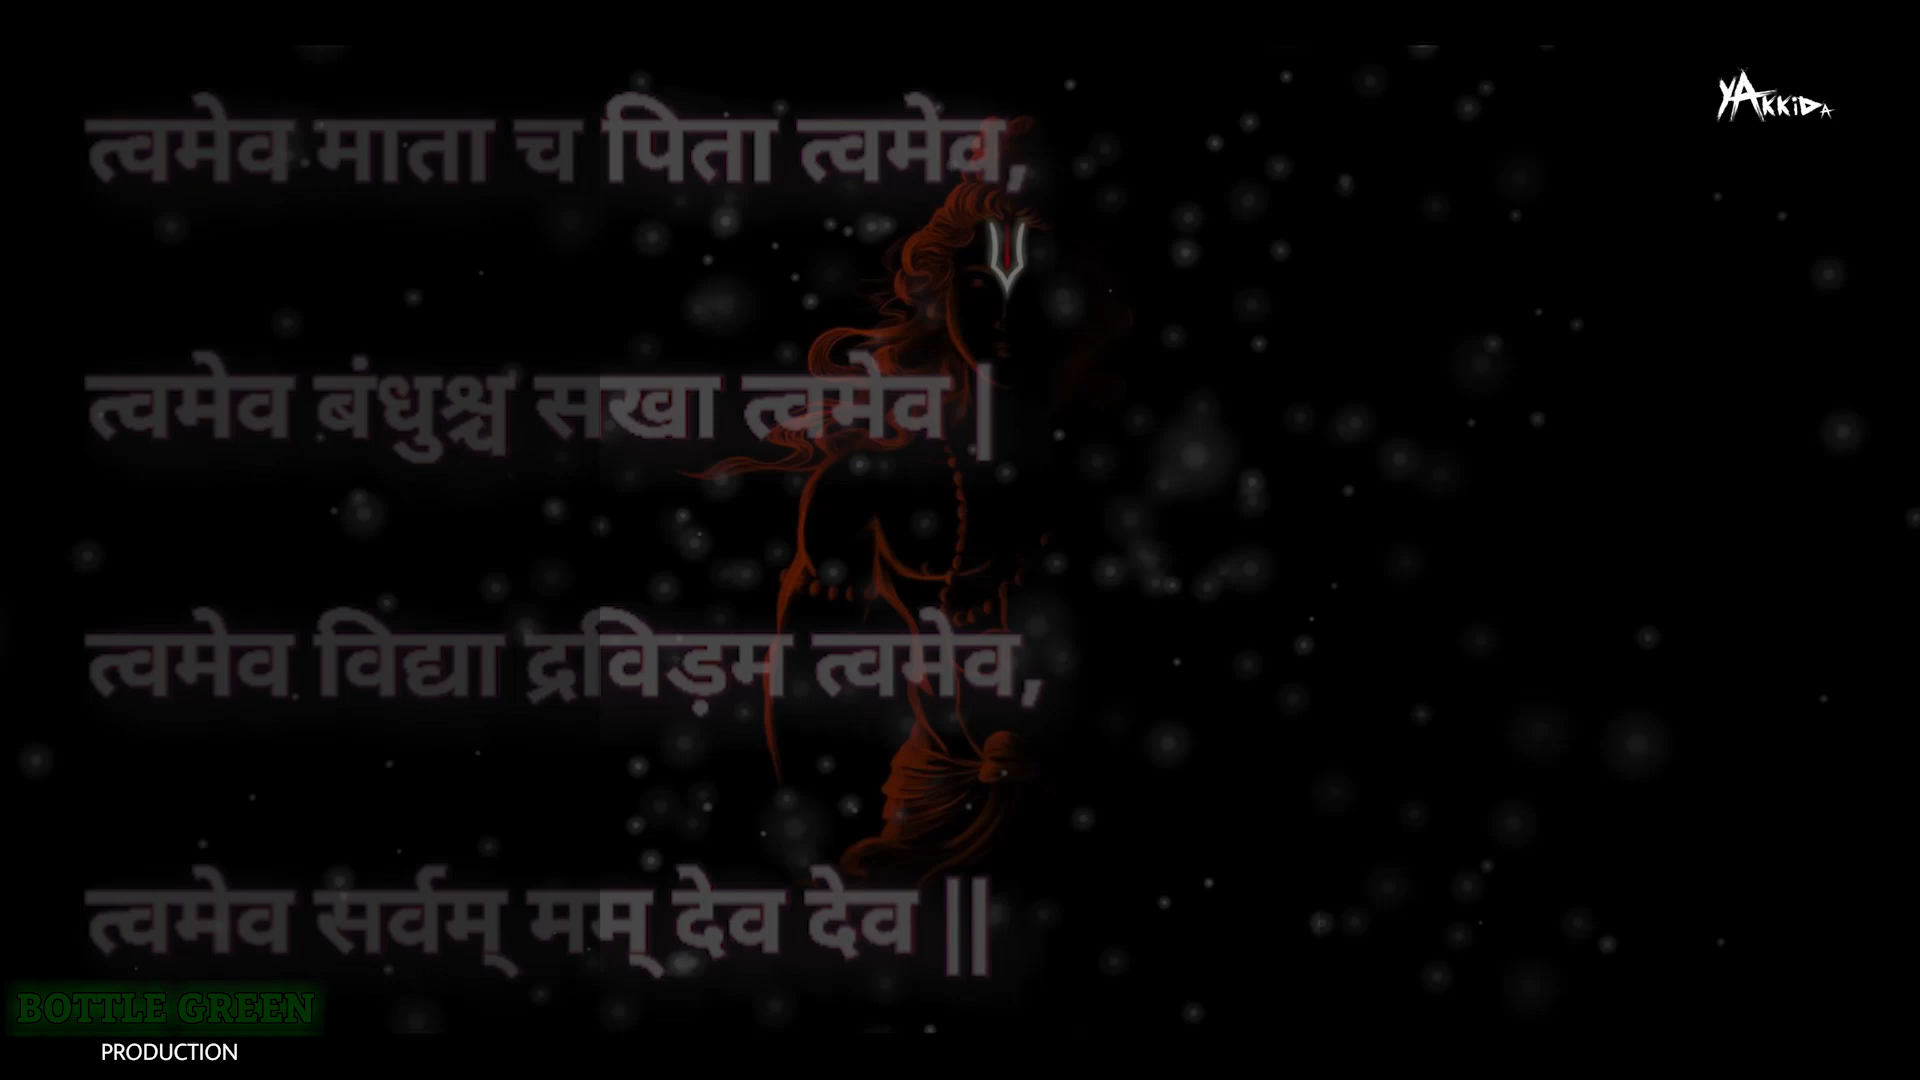 YAKKIDA
त्वमेव माता च पिता त्वमेव,
त्वमेव बंधुश्च सखा त्वमेव |
त्वमेव विद्या द्रविड़म त्वमेव,
त्वमेव सर्वम् मम् देव देव ||
BOTTLE GREEN
PRODUCTION